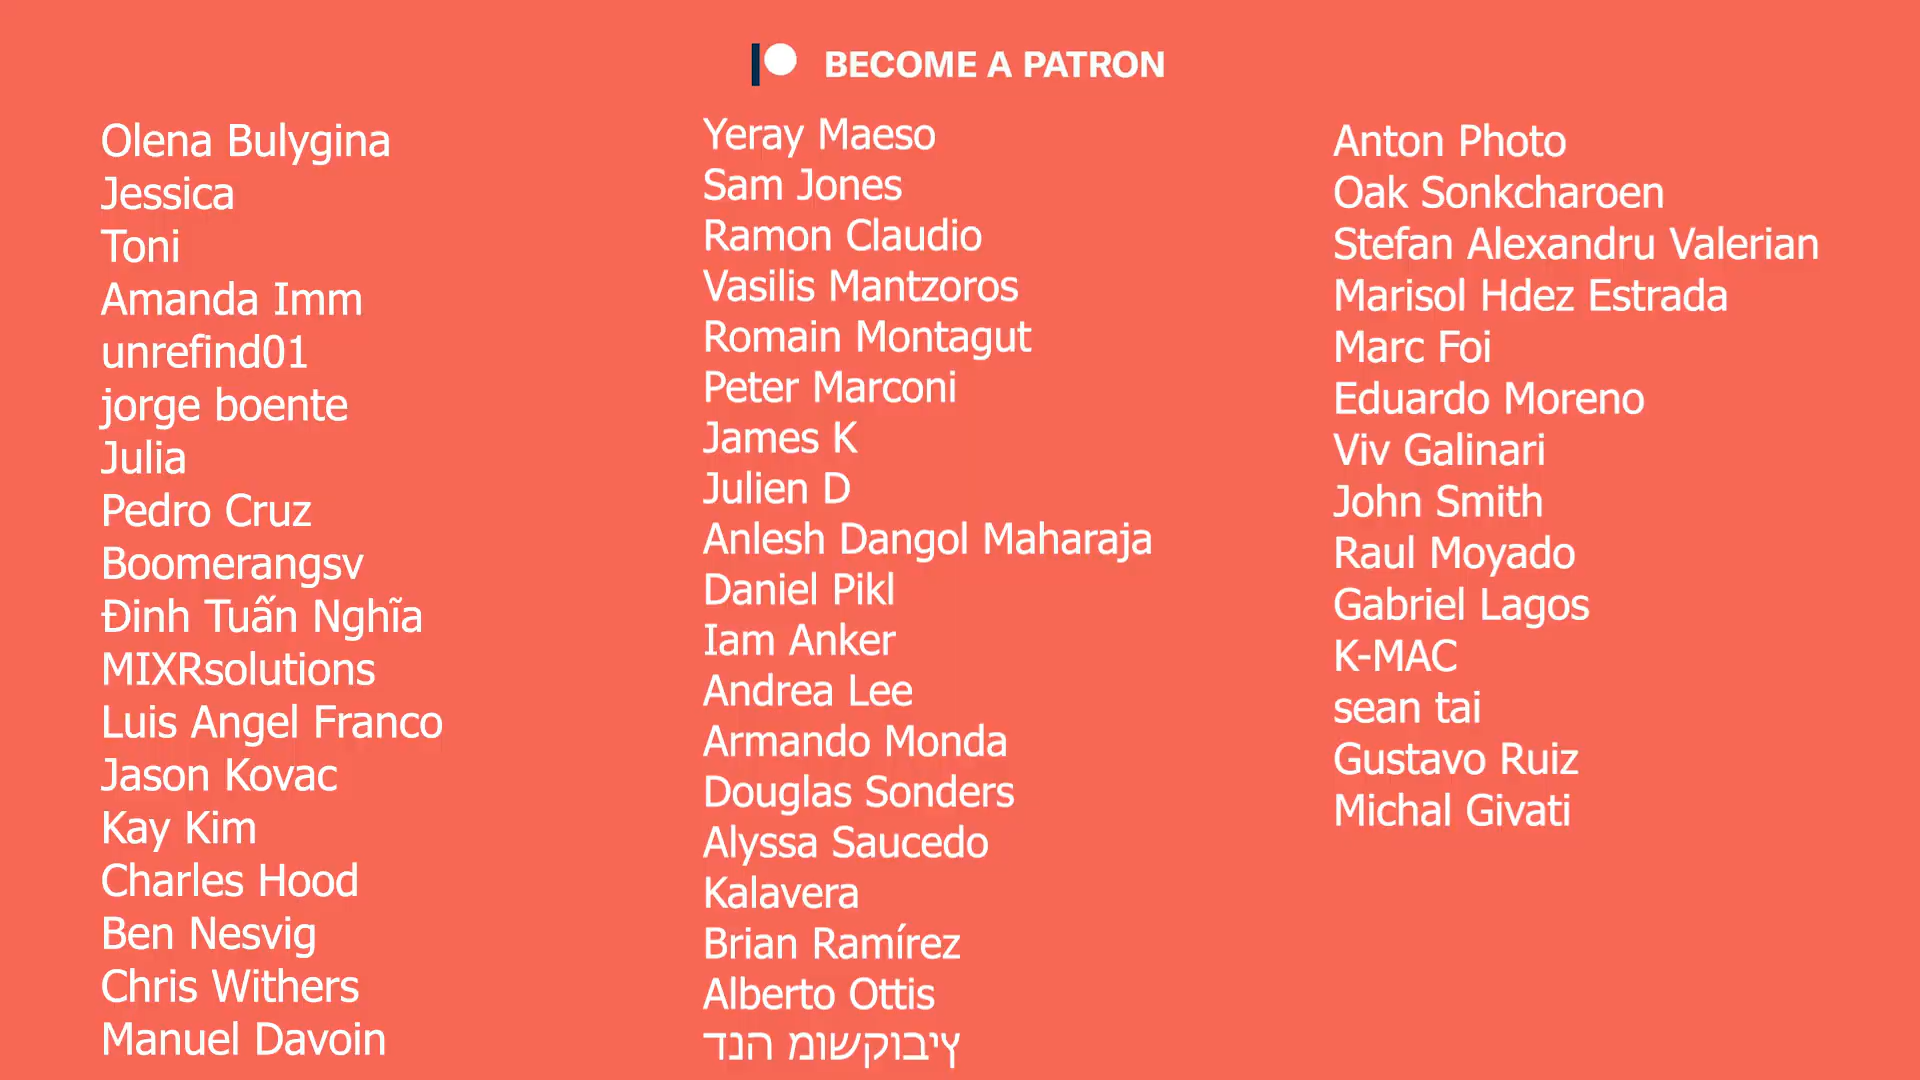 BECOME A PATRON
Olena Bulygina
Jessica
Toni
Amanda Imm
unrefind01
jorge boente
Julia
Pedro Cruz
Boomerangsv
Đinh Tuấn Nghĩa
MIXRsolutions
Luis Angel Franco
Jason Kovac
Kay Kim
Charles Hood
Ben Nesvig
Chris Withers
Manuel Davoin
Yeray Maeso
Sam Jones
Ramon Claudio
Vasilis Mantzoros
Romain Montagut
Peter Marconi
James K
Julien D
Anlesh Dangol Maharaja
Daniel Pikl
Iam Anker
Andrea Lee
Armando Monda
Douglas Sonders
Alyssa Saucedo
Kalavera
Brian Ramírez
Alberto Ottis
דנה מושקוביץ
Anton Photo
Oak Sonkcharoen
Stefan Alexandru Valerian
Marisol Hdez Estrada
Marc Foi
Eduardo Moreno
Viv Galinari
John Smith
Raul Moyado
Gabriel Lagos
K-MAC
sean tai
Gustavo Ruiz
Michal Givati